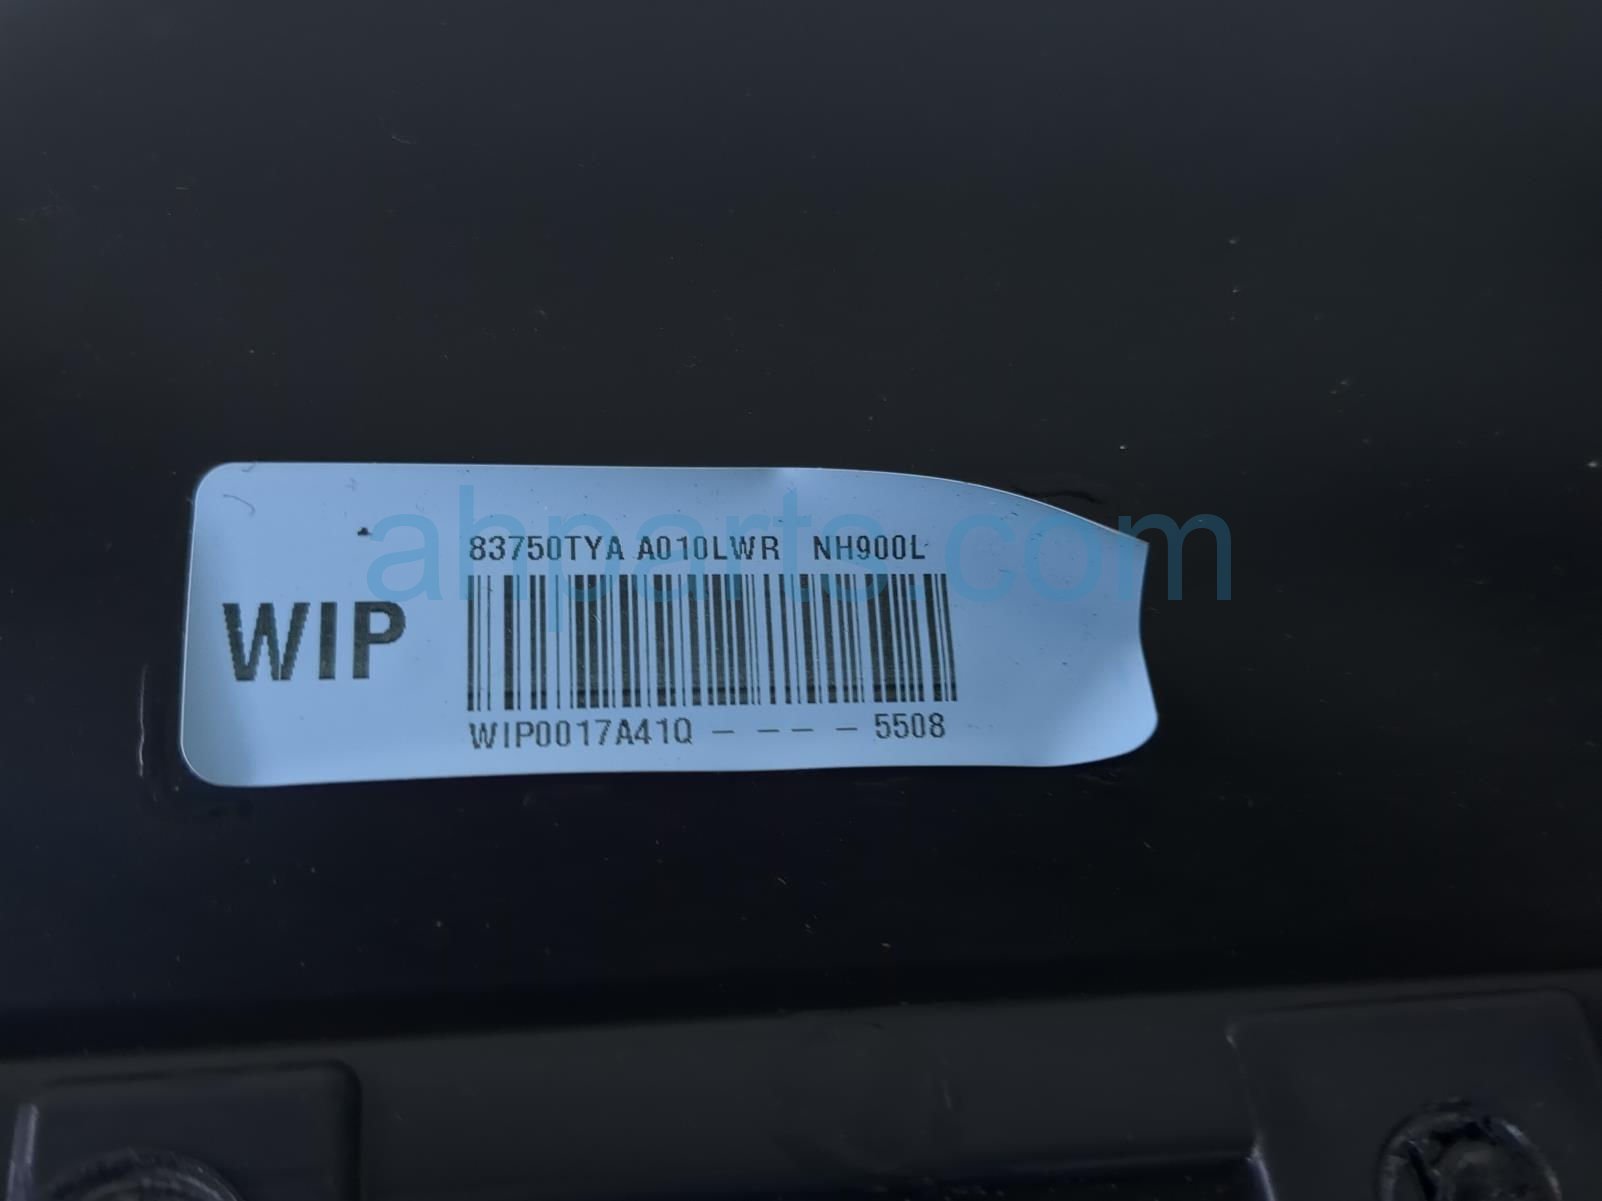 ahparts.com
83750TYA A010LWR NH900L
WIP
WIP0017A41Q - - - - 5508